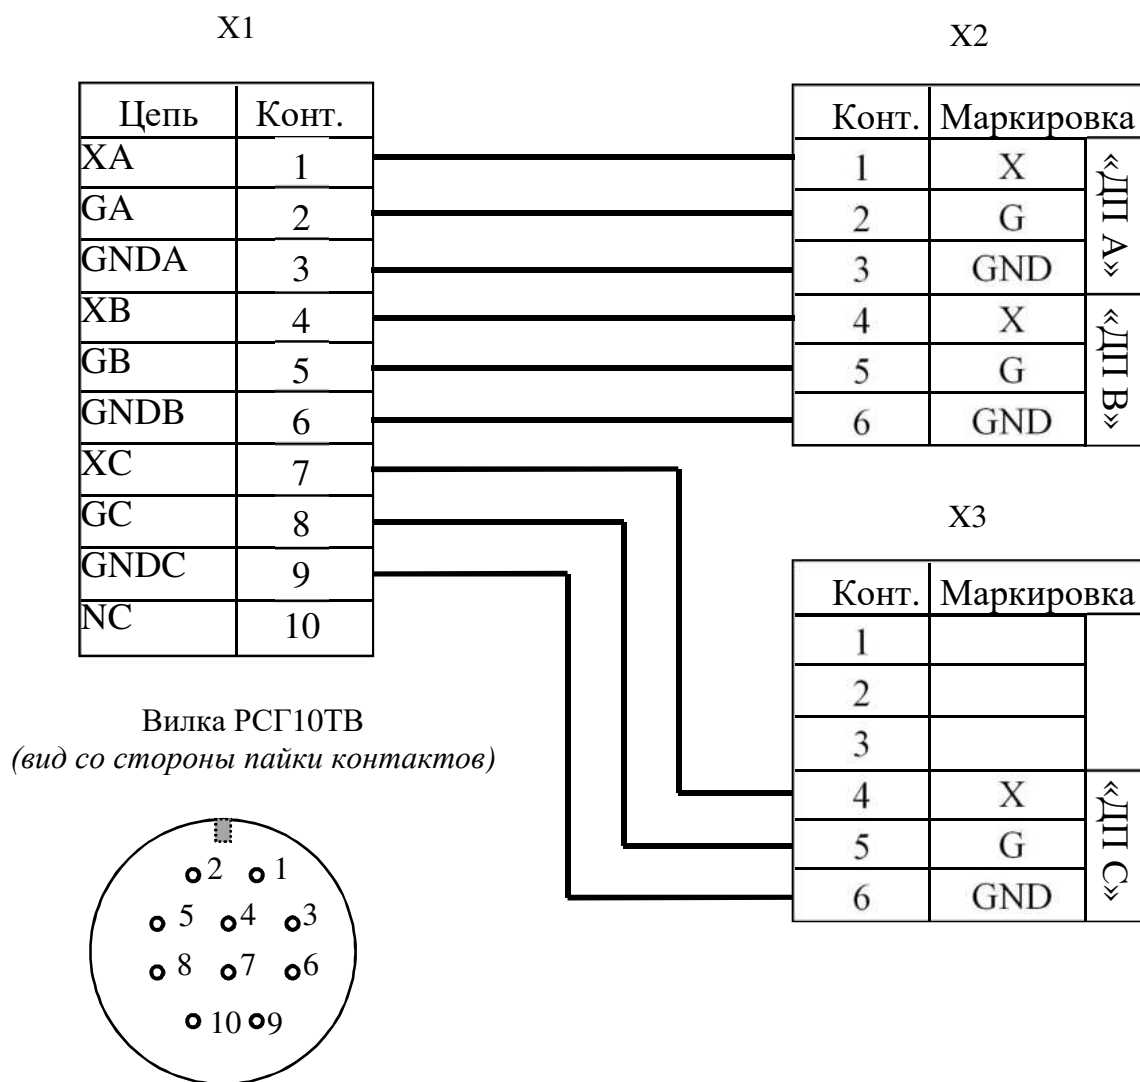 X1
Цепь Конт.
XA 1
GA 2
GNDA 3
XB 4
GB 5
GNDB 6
XC 7
GC 8
GNDC 9
NC 10
X2
Конт. Маркировка
1 X
2 G
3 GND
«ДП А»
4 X
5 G
6 GND
«ДП В»
X3
Конт. Маркировка
1
2
3
4 X
5 G
6 GND
«ДП С»
Вилка РСГ10ТВ
(вид со стороны пайки контактов)
2 1
5 4 3
8 7 6
10 9